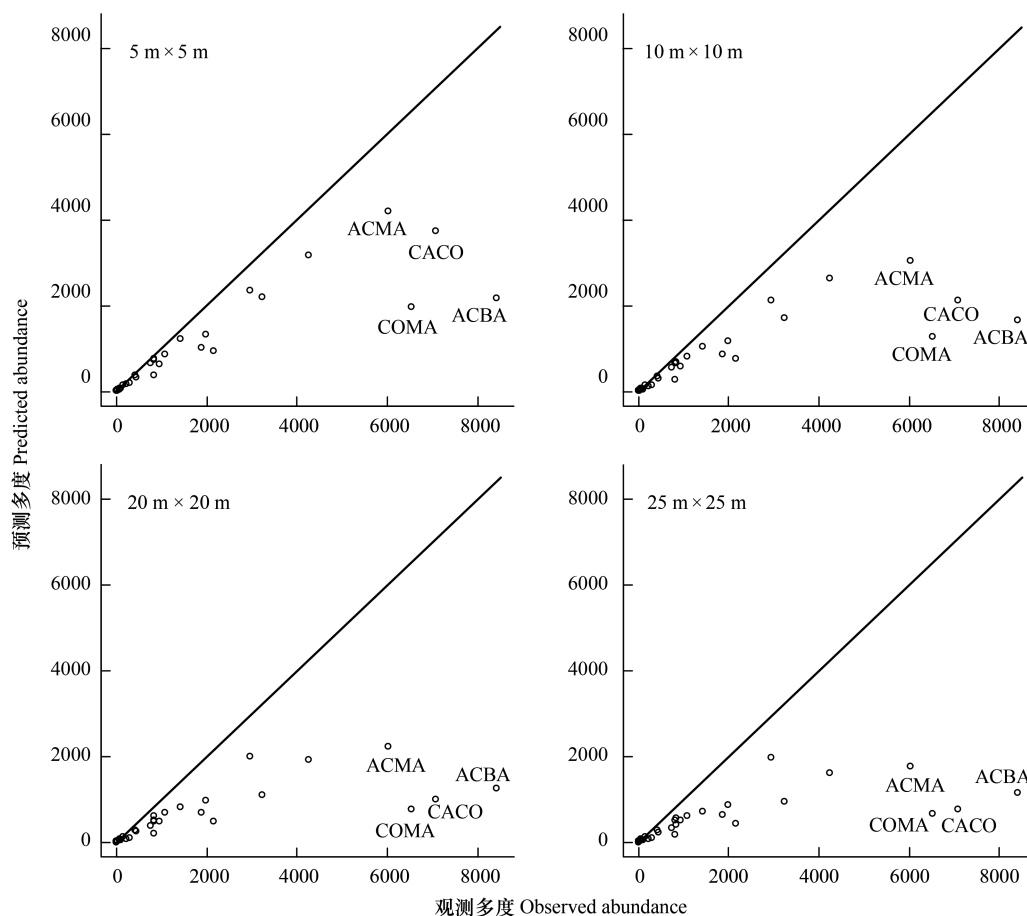 8000
6000
4000
2000
0
5 m × 5 m
ACMA
CACO
COMA
ACBA
0 2000 4000 6000 8000
8000
6000
4000
2000
0
10 m × 10 m
ACMA
CACO
ACBA
COMA
0 2000 4000 6000 8000
8000
6000
4000
2000
0
20 m × 20 m
ACMA
ACBA
CACO
COMA
0 2000 4000 6000 8000
8000
6000
4000
2000
0
25 m × 25 m
ACBA
ACMA
COMA CACO
0 2000 4000 6000 8000
预测多度 Predicted abundance
观测多度 Observed abundance